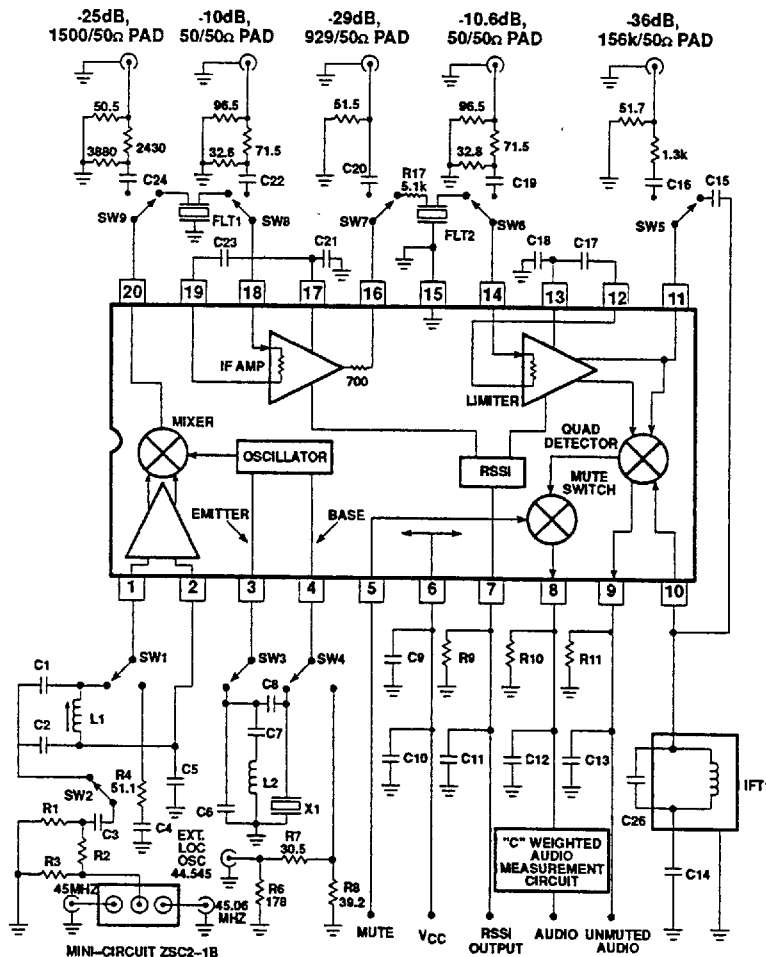 -25dB, 1500/50Ω PAD
-10dB, 50/50Ω PAD
-29dB, 929/50Ω PAD
-10.6dB, 50/50Ω PAD
-36dB, 156k/50Ω PAD
50.5
2430
3880
C24
96.5
71.5
32.6
C22
51.5
C20
R17
5.1k
96.5
71.5
32.8
C19
51.7
1.3k
C16
C15
SW9
FLT1
SW8
SW7
FLT2
SW6
SW5
C23
C21
C18
C17
20
19
18
17
16
15
14
13
12
11
IF AMP
700
LIMITER
MIXER
OSCILLATOR
RSSI
QUAD DETECTOR
MUTE SWITCH
EMITTER
BASE
1
2
3
4
5
6
7
8
9
10
SW1
SW3
SW4
C1
L1
C2
C5
SW2
R4
51.1
C3
C4
R1
R2
R3
C8
C7
L2
C6
X1
EXT. LOC OSC 44.545
R7
30.5
R6
178
R8
39.2
45MHZ
45.06 MHZ
MINI-CIRCUIT ZSC2-1B
C9
R9
R10
R11
C10
C11
C12
C13
"C" WEIGHTED AUDIO MEASUREMENT CIRCUIT
C26
IFT
C14
MUTE
VCC
RSSI OUTPUT
AUDIO
UNMUTED AUDIO